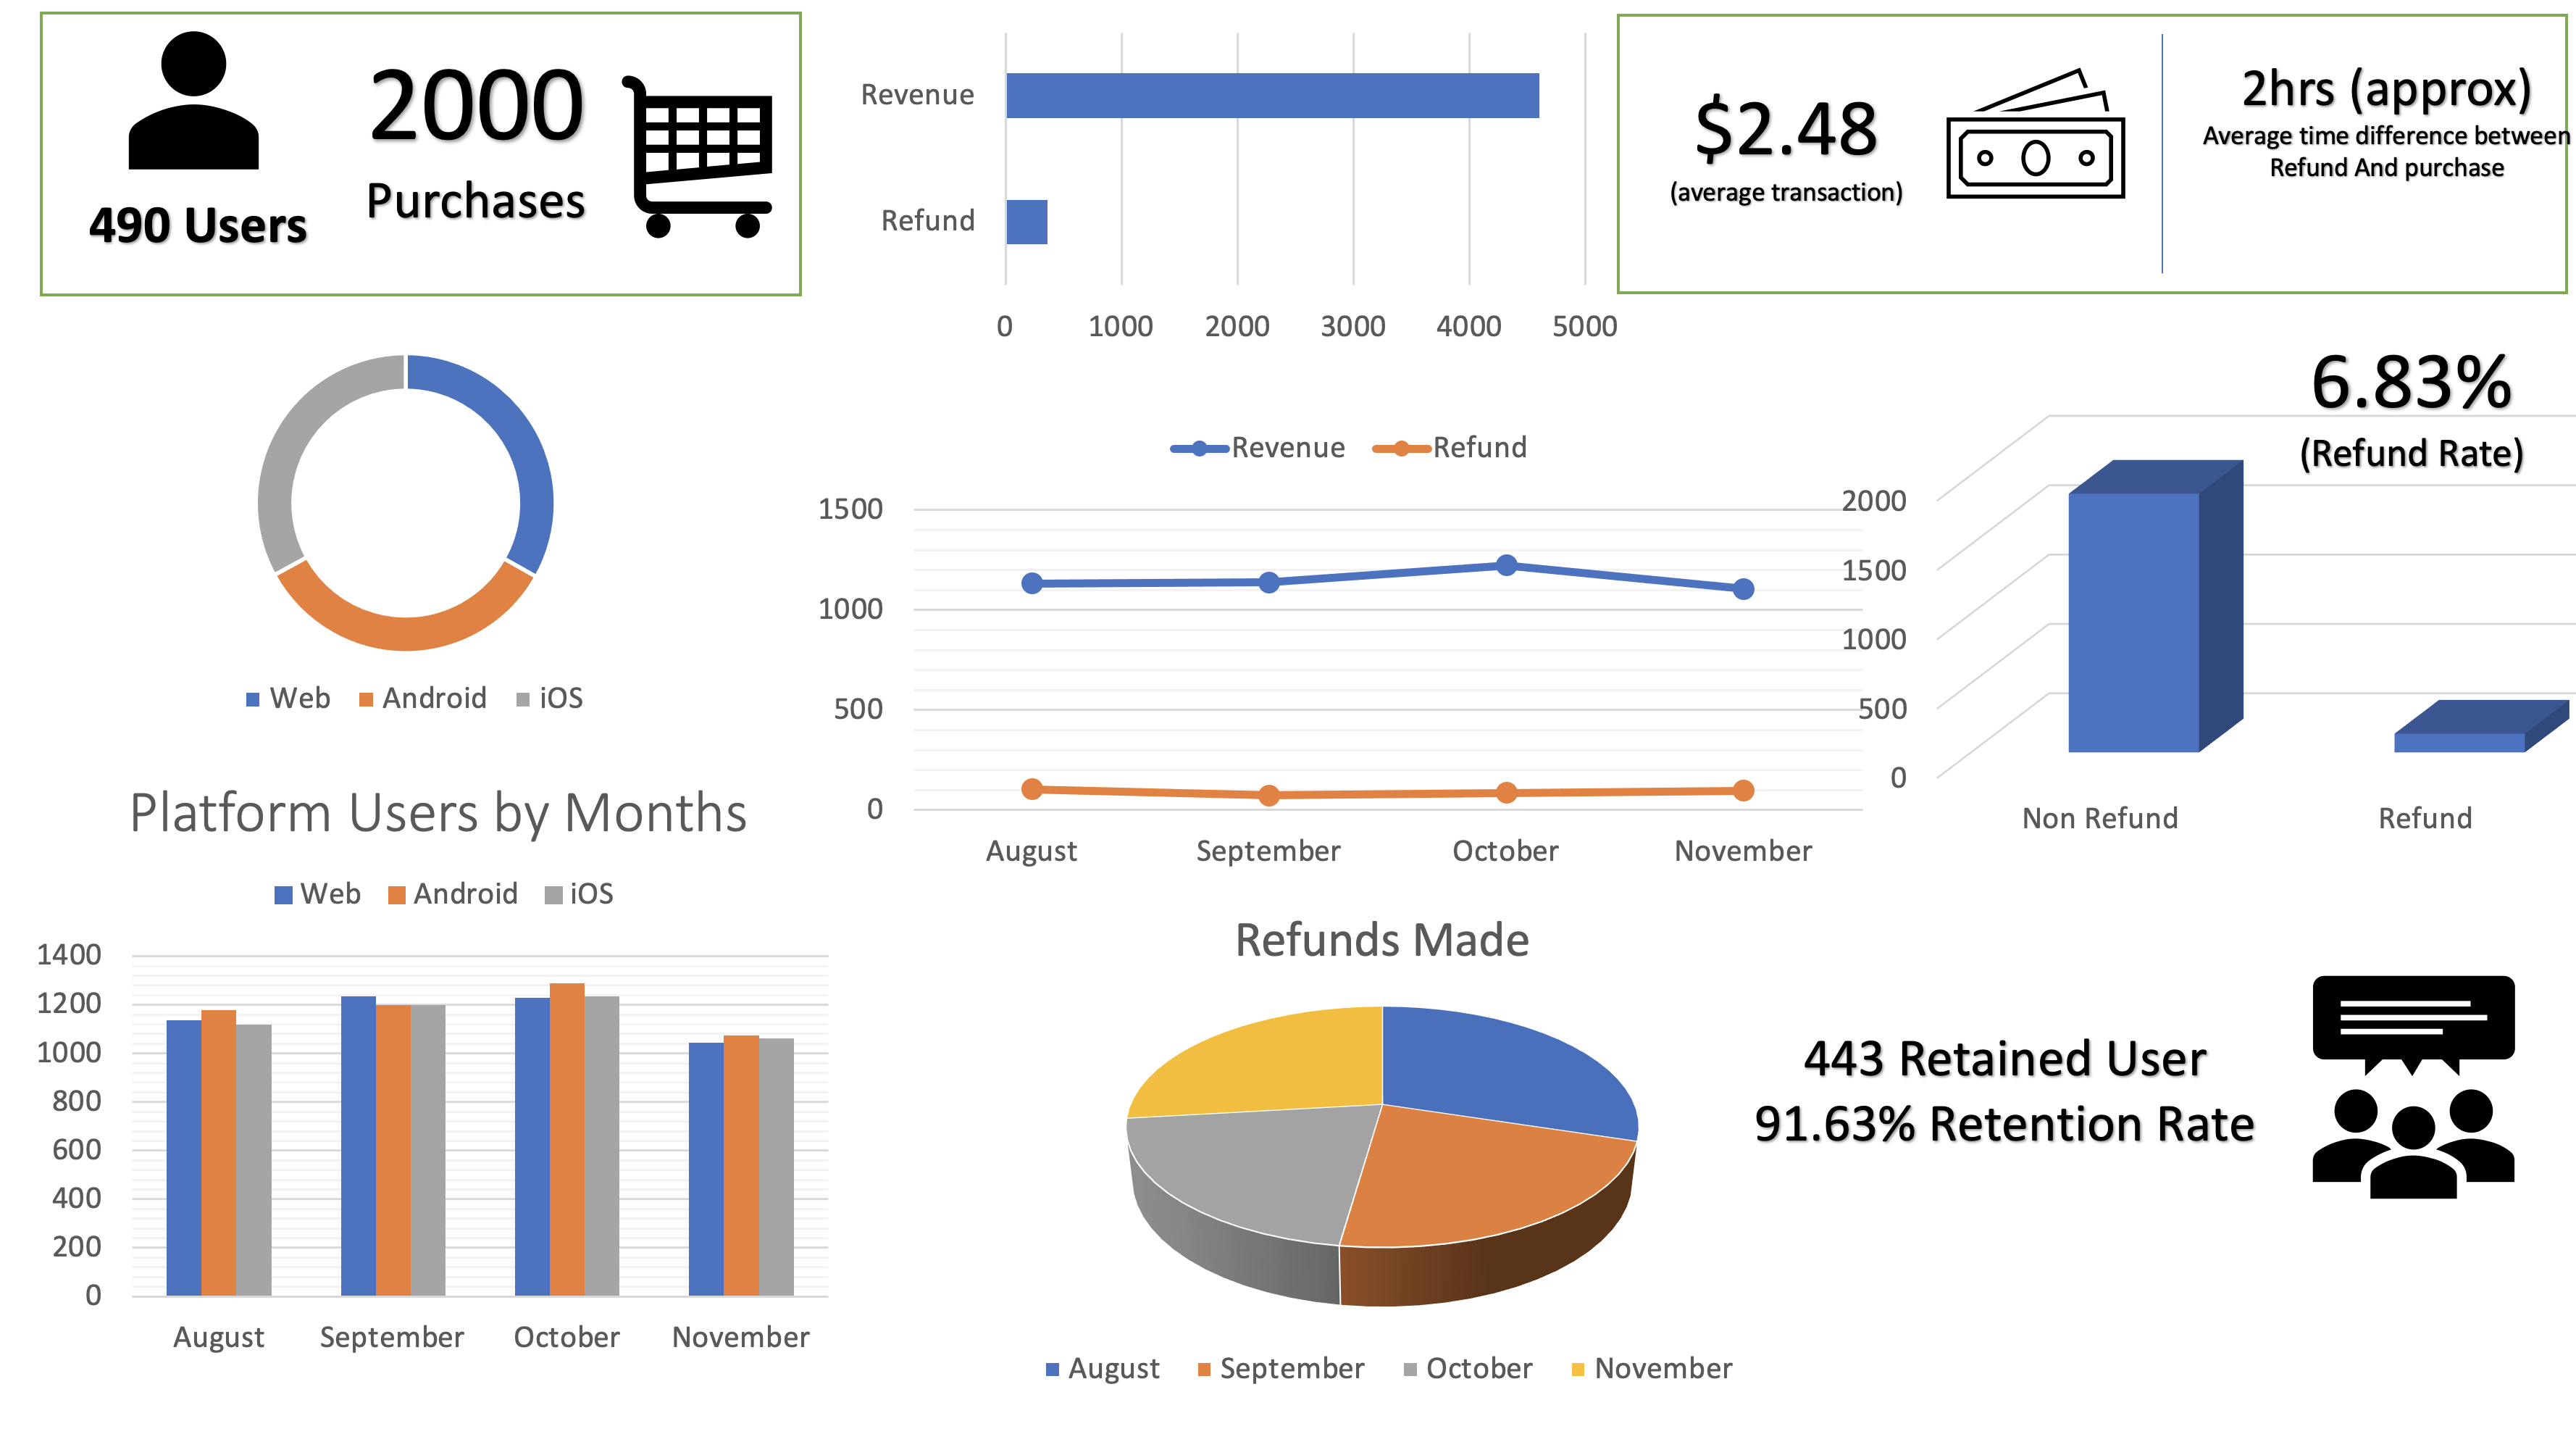 490 Users
2000
Purchases
Revenue
Refund
0 1000 2000 3000 4000 5000
$2.48
(average transaction)
2hrs (approx)
Average time difference between
Refund And purchase
Web Android iOS
Revenue Refund
1500
1000
500
0
August September October November
6.83%
(Refund Rate)
2000
1500
1000
500
0
Non Refund Refund
Platform Users by Months
Web Android iOS
1400
1200
1000
800
600
400
200
0
August September October November
Refunds Made
August September October November
443 Retained User
91.63% Retention Rate